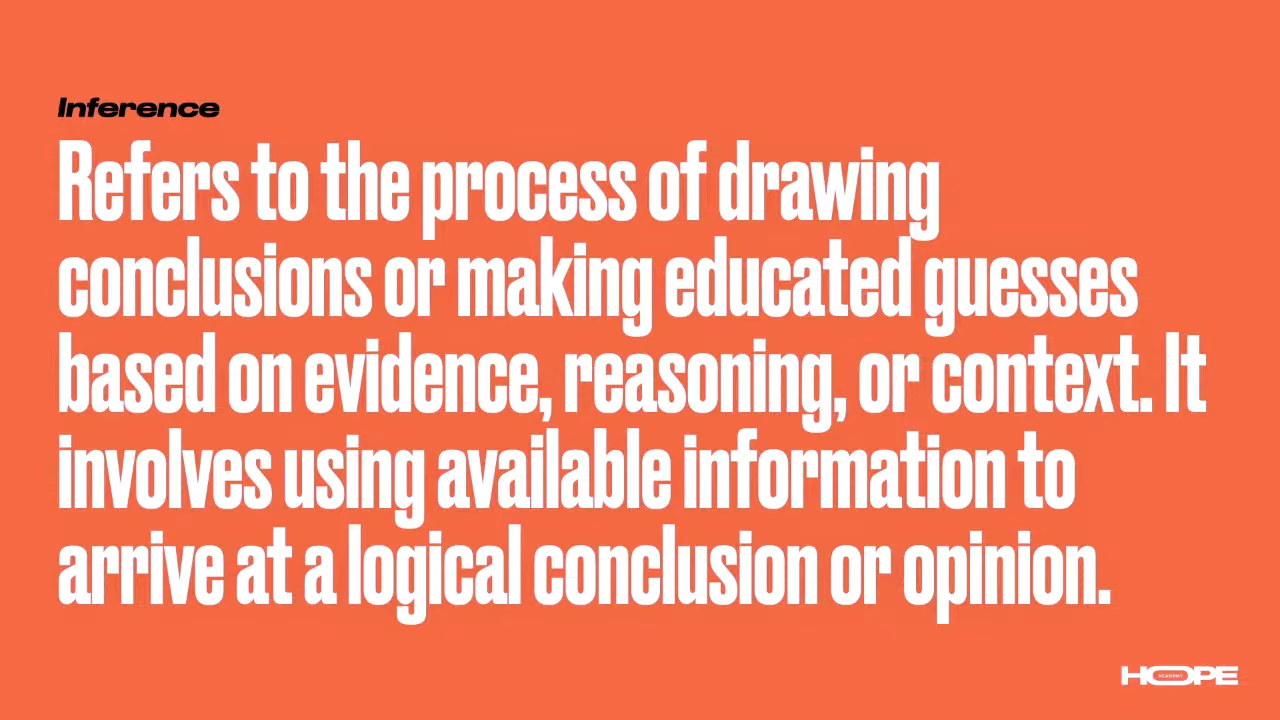 Inference
Refers to the process of drawing
conclusions or making educated guesses
based on evidence, reasoning, or context. It
involves using available information to
arrive at a logical conclusion or opinion.
HOPE
ACADEMY